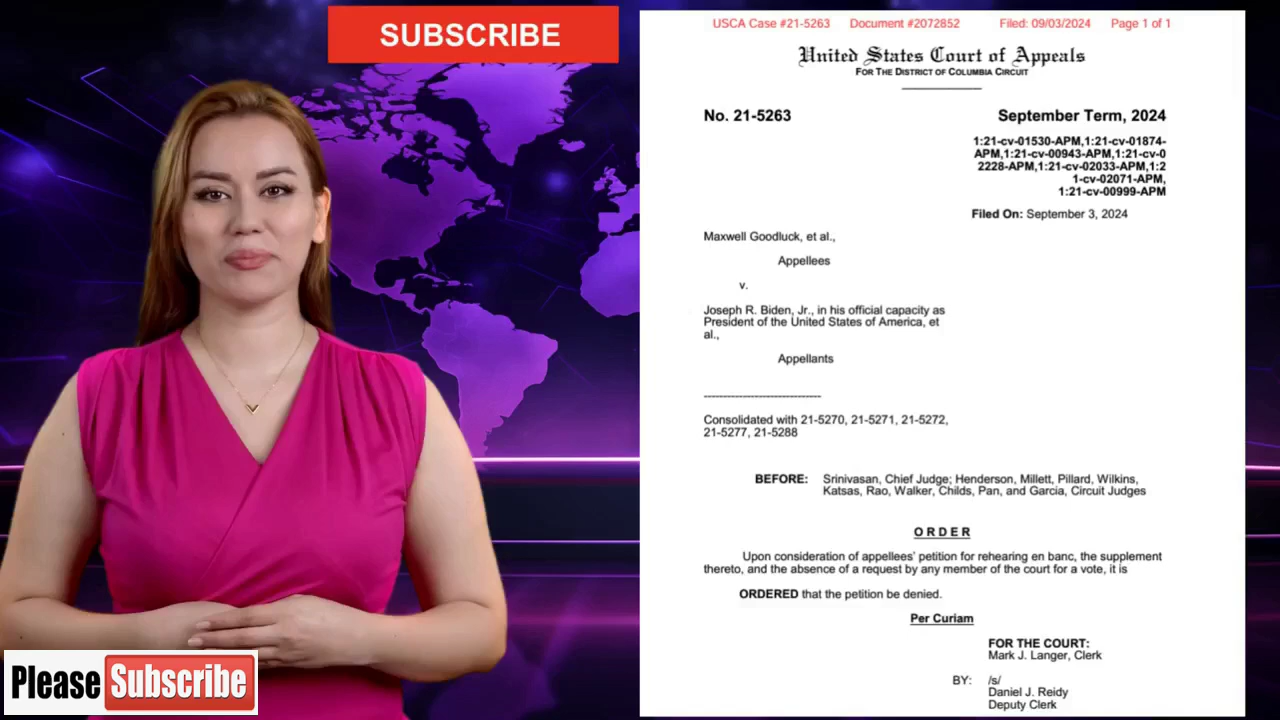 SUBSCRIBE
USCA Case #21-5263 Document #2072852 Filed: 09/03/2024 Page 1 of 1
United States Court of Appeals
FOR THE DISTRICT OF COLUMBIA CIRCUIT
No. 21-5263 September Term, 2024
1:21-cv-01530-APM,1:21-cv-01874-
APM,1:21-cv-00943-APM,1:21-cv-0
2228-APM,1:21-cv-02033-APM,1:2
1-cv-02071-APM,
1:21-cv-00999-APM
Filed On: September 3, 2024
Maxwell Goodluck, et al.,
Appellees
v.
Joseph R. Biden, Jr., in his official capacity as
President of the United States of America, et
al.,
Appellants
------------------------------
Consolidated with 21-5270, 21-5271, 21-5272,
21-5277, 21-5288
BEFORE: Srinivasan, Chief Judge; Henderson, Millett, Pillard, Wilkins,
Katsas, Rao, Walker, Childs, Pan, and Garcia, Circuit Judges
ORDER
Upon consideration of appellees' petition for rehearing en banc, the supplement
thereto, and the absence of a request by any member of the court for a vote, it is
ORDERED that the petition be denied.
Per Curiam
FOR THE COURT:
Mark J. Langer, Clerk
BY: /s/
Daniel J. Reidy
Deputy Clerk
Please Subscribe